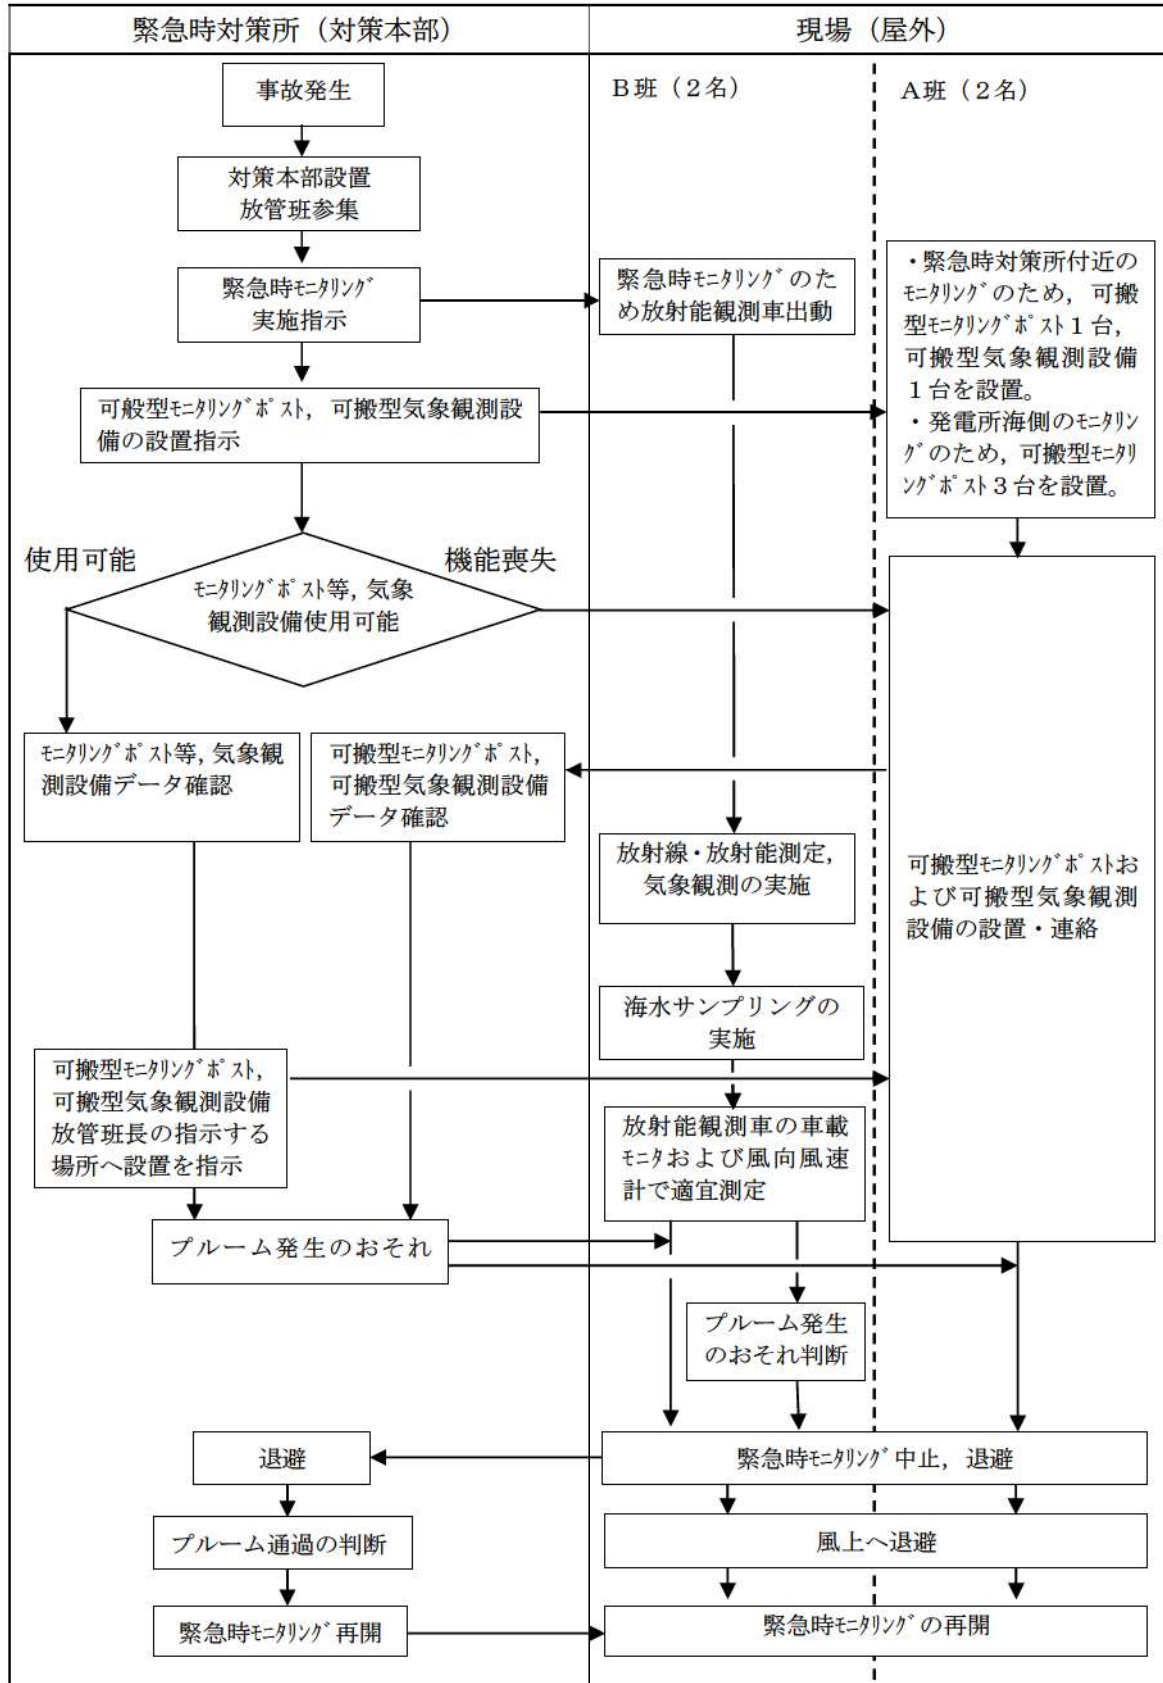 緊急時対策所（対策本部）
現場（屋外）
事故発生
Ｂ班（２名）
Ａ班（２名）
対策本部設置
放管班参集
緊急時ﾓﾆﾀﾘﾝｸﾞ
実施指示
緊急時ﾓﾆﾀﾘﾝｸﾞのた
め放射能観測車出動
・緊急時対策所付近の
ﾓﾆﾀﾘﾝｸﾞのため，可搬
型ﾓﾆﾀﾘﾝｸﾞﾎﾟｽﾄ１台，
可搬型気象観測設備
１台を設置。
・発電所海側のﾓﾆﾀﾘﾝ
ｸﾞのため，可搬型ﾓﾆﾀﾘ
ﾝｸﾞﾎﾟｽﾄ３台を設置。
可般型ﾓﾆﾀﾘﾝｸﾞﾎﾟｽﾄ，可搬型気象観測設
備の設置指示
使用可能
機能喪失
ﾓﾆﾀﾘﾝｸﾞﾎﾟｽﾄ等，気象
観測設備使用可能
ﾓﾆﾀﾘﾝｸﾞﾎﾟｽﾄ等，気象観
測設備データ確認
可搬型ﾓﾆﾀﾘﾝｸﾞﾎﾟｽﾄ，
可搬型気象観測設備
データ確認
放射線・放射能測定，
気象観測の実施
可搬型ﾓﾆﾀﾘﾝｸﾞﾎﾟｽﾄお
よび可搬型気象観測
設備の設置・連絡
海水サンプリングの
実施
可搬型ﾓﾆﾀﾘﾝｸﾞﾎﾟｽﾄ，
可搬型気象観測設備
放管班長の指示する
場所へ設置を指示
放射能観測車の車載
ﾓﾆﾀおよび風向風速
計で適宜測定
プルーム発生のおそれ
プルーム発生
のおそれ判断
退避
緊急時ﾓﾆﾀﾘﾝｸﾞ中止，退避
プルーム通過の判断
風上へ退避
緊急時ﾓﾆﾀﾘﾝｸﾞ再開
緊急時ﾓﾆﾀﾘﾝｸﾞの再開